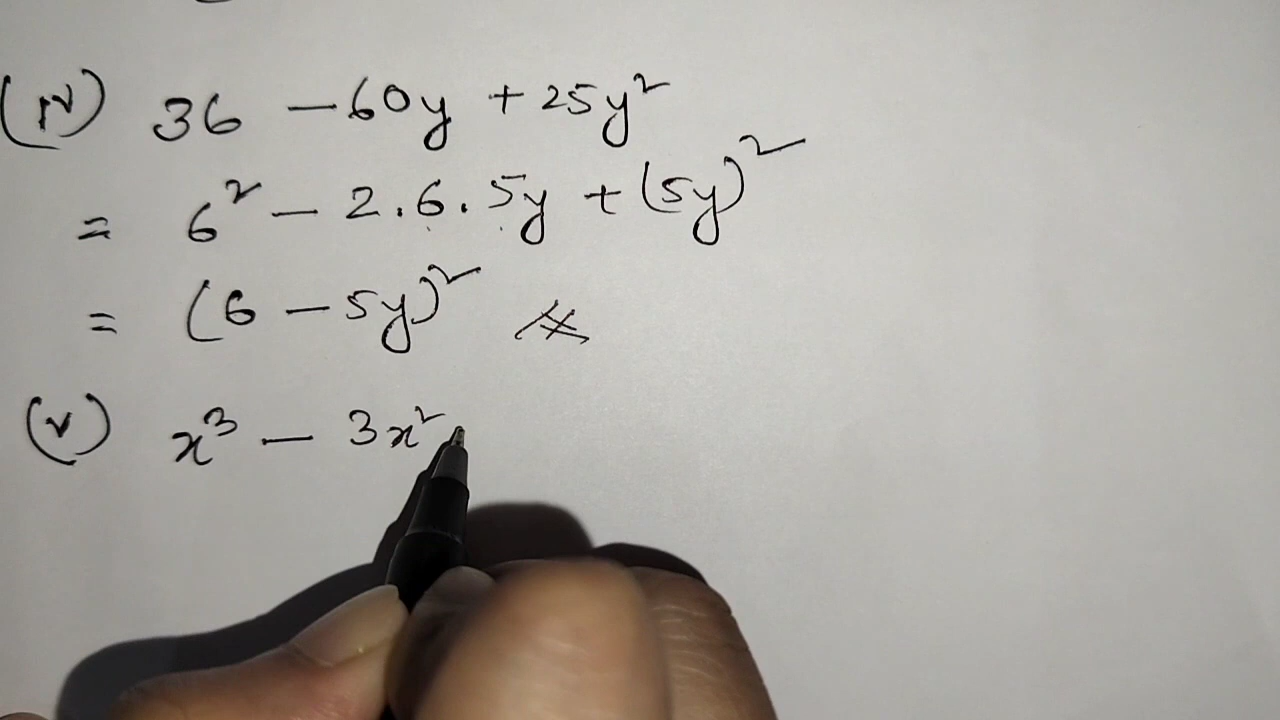 (iv) 36 - 60y + 25y²
= 6² - 2.6.5y + (5y)²
= (6 - 5y)²
(v) x³ - 3x²